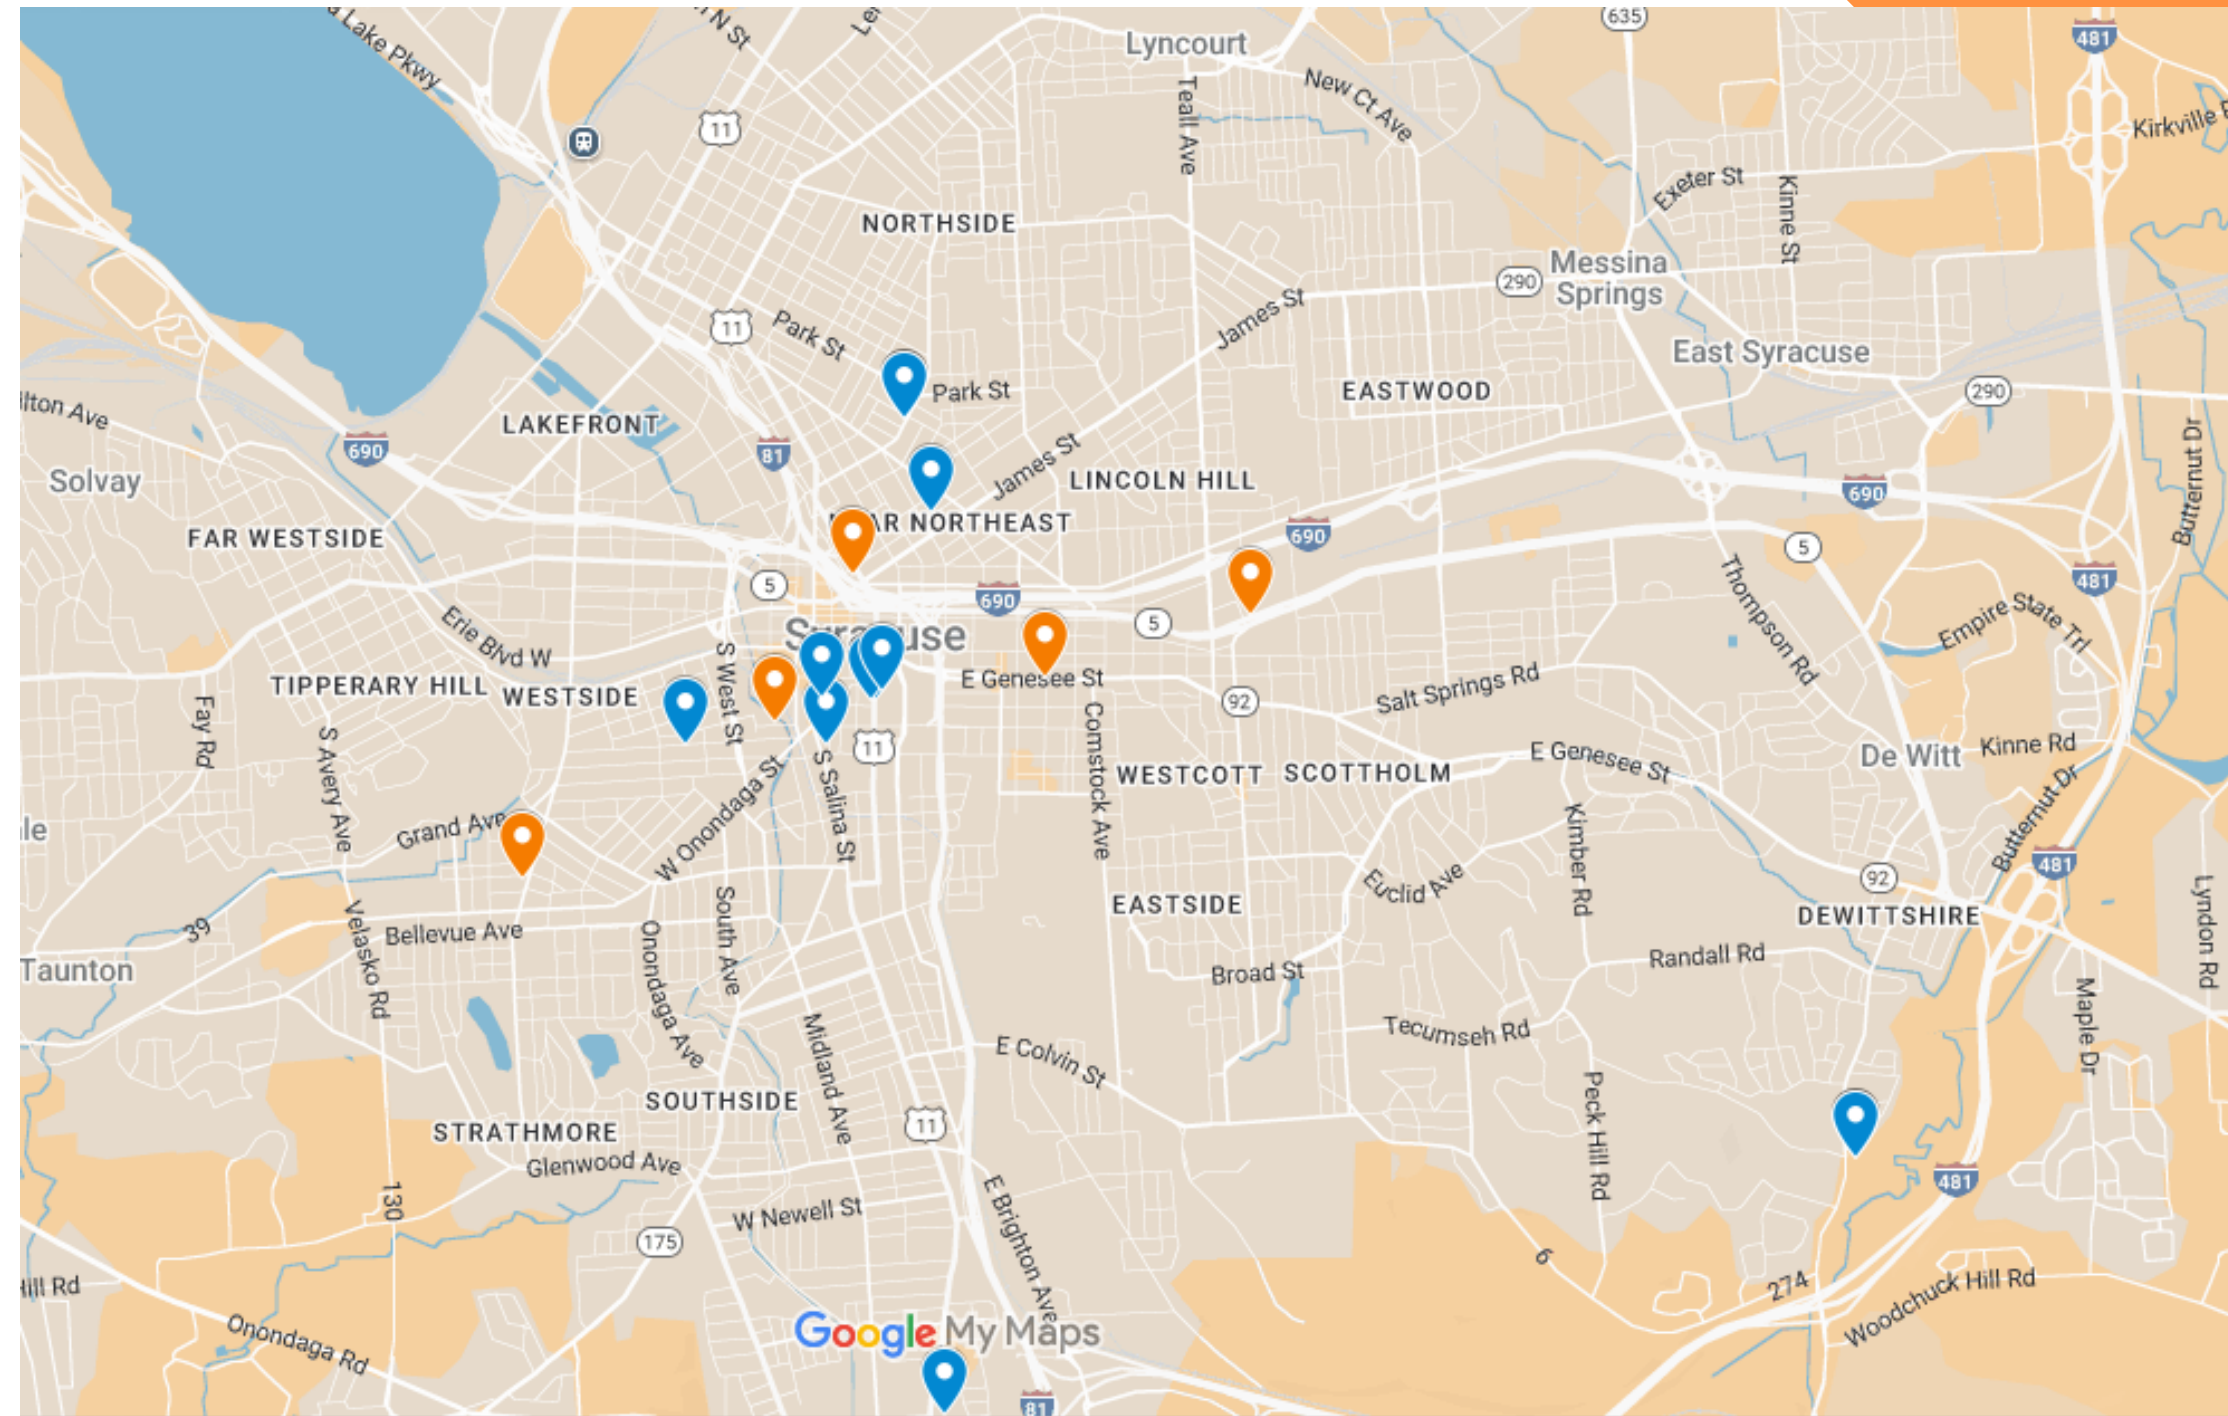 Lake Pkwy
N St
635
481
Lyncourt
Teall Ave
New Ct Ave
Kirkville
11
Exeter St
Kinne St
NORTHSIDE
Messina
Springs
290
James St
11
Park St
East Syracuse
290
Park St
EASTWOOD
LAKEFRONT
690
81
Solvay
James St
LINCOLN HILL
690
Butternut Dr
FAR WESTSIDE
NORTHEAST
690
5
5
690
481
Thompson Rd
Empire State Trl
Erie Blvd W
Syracuse
5
S West St
E Genesee St
TIPPERARY HILL
WESTSIDE
92
Salt Springs Rd
Fay Rd
S Avery Ave
11
Comstock Ave
De Witt
Kinne Rd
E Genesee St
WESTCOTT
SCOTTHOLM
S Salina St
W Onondaga St
Grand Ave
Kimber Rd
Butternut Dr
481
92
Euclid Ave
EASTSIDE
DEWITTSHIRE
Lyndon Rd
39
Velasko Rd
Bellevue Ave
Onondaga Ave
South Ave
Taunton
Broad St
Randall Rd
Maple Dr
Midland Ave
E Colvin St
Tecumseh Rd
Peck Hill Rd
SOUTHSIDE
STRATHMORE
11
Glenwood Ave
130
481
W Newell St
E Brighton Ave
175
6
274
Woodchuck Hill Rd
Hill Rd
Onondaga Rd
Google My Maps
81